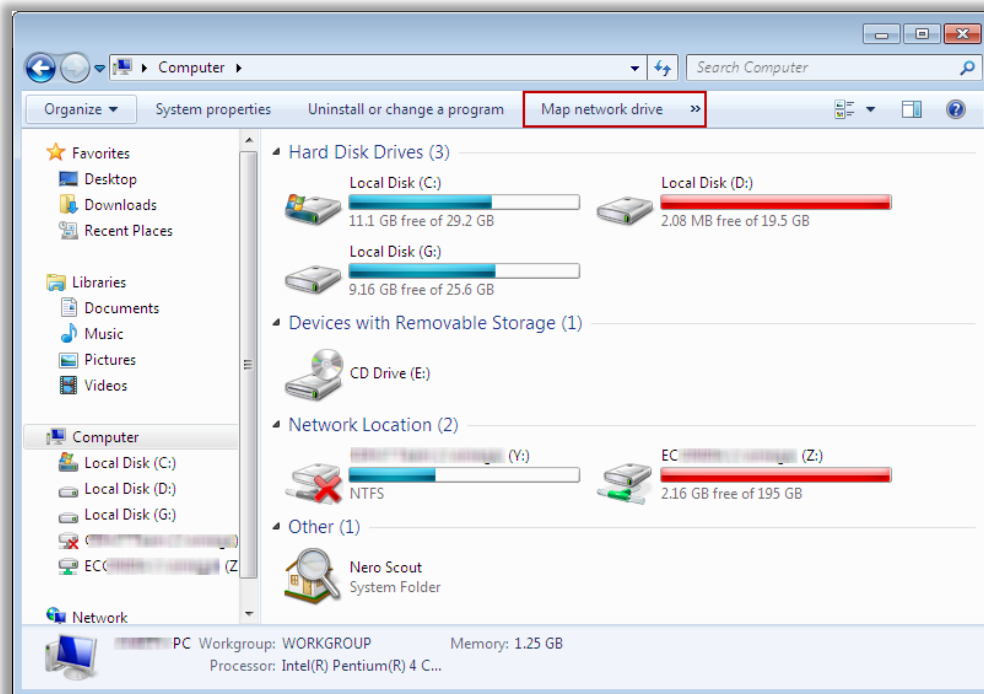 Computer
Search Computer
Organize System properties Uninstall or change a program Map network drive »
Favorites
Desktop
Downloads
Recent Places
Libraries
Documents
Music
Pictures
Videos
Computer
Local Disk (C:)
Local Disk (D:)
Local Disk (G:)
EC (Z
Network
Hard Disk Drives (3)
Local Disk (C:)
11.1 GB free of 29.2 GB
Local Disk (D:)
2.08 MB free of 19.5 GB
Local Disk (G:)
9.16 GB free of 25.6 GB
Devices with Removable Storage (1)
CD Drive (E:)
Network Location (2)
(Y:)
NTFS
EC (Z:)
2.16 GB free of 195 GB
Other (1)
Nero Scout
System Folder
PC Workgroup: WORKGROUP Memory: 1.25 GB
Processor: Intel(R) Pentium(R) 4 C...